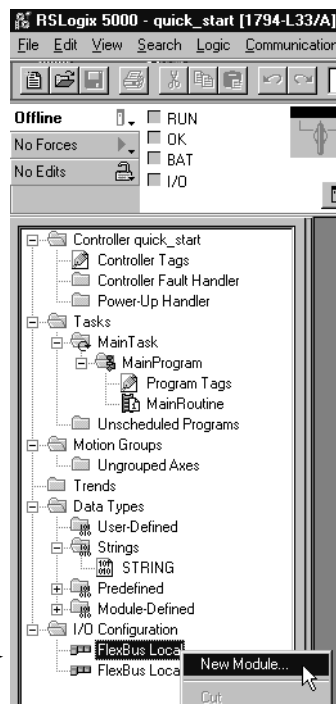 RSLogix 5000 - quick_start [1794-L33/A]
File Edit View Search Logic Communication
Offline RUN
No Forces OK
No Edits BAT
I/O
Controller quick_start
Controller Tags
Controller Fault Handler
Power-Up Handler
Tasks
MainTask
MainProgram
Program Tags
MainRoutine
Unscheduled Programs
Motion Groups
Ungrouped Axes
Trends
Data Types
User-Defined
Strings
STRING
Predefined
Module-Defined
I/O Configuration
FlexBus Loca New Module...
FlexBus Loca
Cut